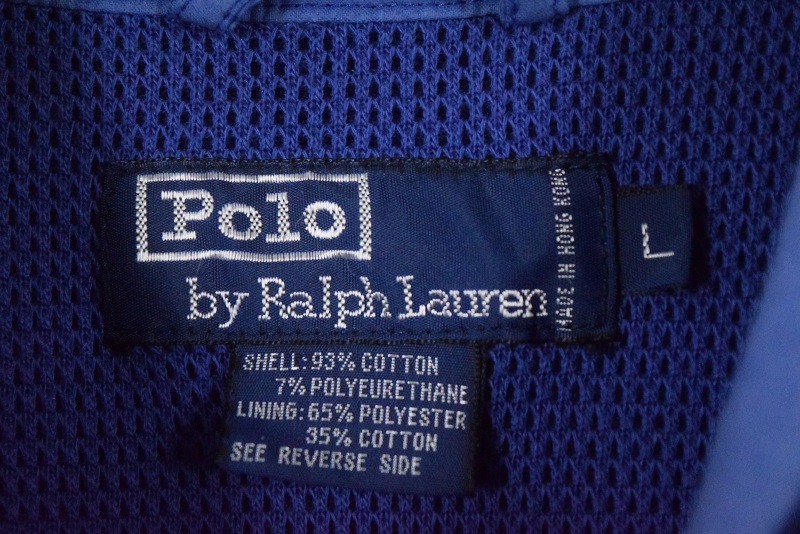 Polo
by Ralph Lauren
MADE IN HONG KONG
L
SHELL: 93% COTTON
7% POLYEURETHANE
LINING: 65% POLYESTER
35% COTTON
SEE REVERSE SIDE